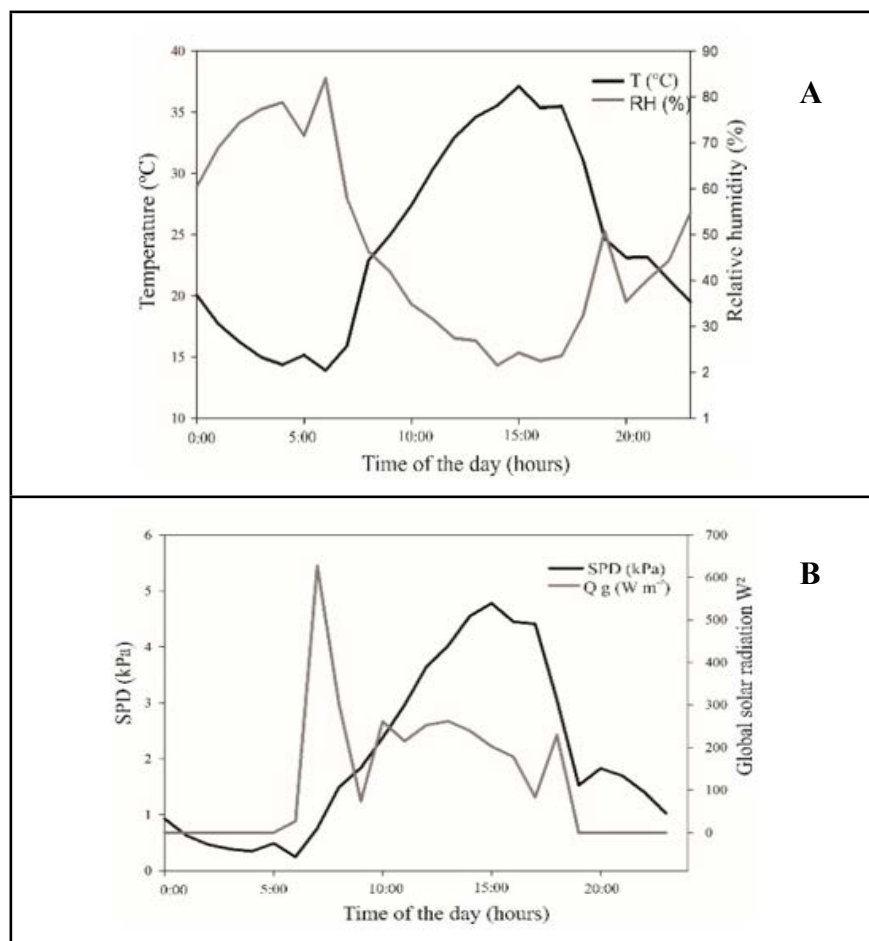 A
40
35
30
25
20
15
10
90
80
70
60
50
40
30
2
1
T (°C)
RH (%)
Temperature (°C)
Relative humidity (%)
0:00 5:00 10:00 15:00 20:00
Time of the day (hours)
B
6
5
4
3
2
1
0
700
600
500
400
300
200
100
0
SPD (kPa)
Q g (W m⁻²)
SPD (kPa)
Global solar radiation W²
0:00 5:00 10:00 15:00 20:00
Time of the day (hours)